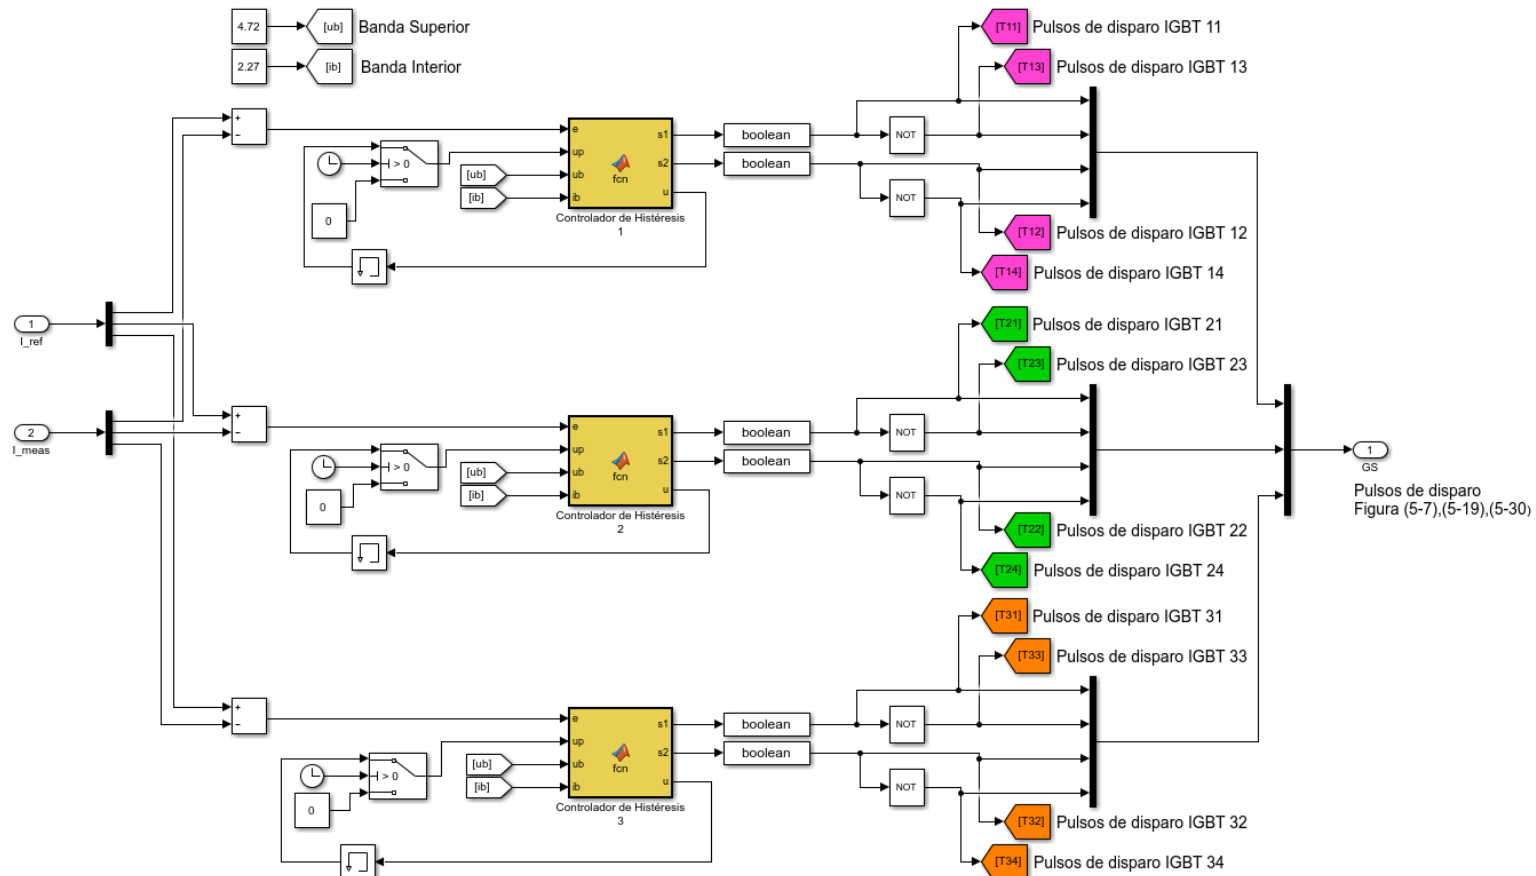 4.72
[ub]
Banda Superior
2.27
[ib]
Banda Interior
[T11]
Pulsos de disparo IGBT 11
[T13]
Pulsos de disparo IGBT 13
+
−
> 0
0
[ub]
[ib]
e
up
ub
ib
fcn
s1
s2
u
Controlador de Histéresis
1
boolean
boolean
NOT
NOT
[T12]
Pulsos de disparo IGBT 12
[T14]
Pulsos de disparo IGBT 14
1
I_ref
2
I_meas
[T21]
Pulsos de disparo IGBT 21
[T23]
Pulsos de disparo IGBT 23
+
−
> 0
0
[ub]
[ib]
e
up
ub
ib
fcn
s1
s2
u
Controlador de Histéresis
2
boolean
boolean
NOT
NOT
[T22]
Pulsos de disparo IGBT 22
[T24]
Pulsos de disparo IGBT 24
1
GS
Pulsos de disparo
Figura (5-7),(5-19),(5-30)
[T31]
Pulsos de disparo IGBT 31
[T33]
Pulsos de disparo IGBT 33
+
−
> 0
0
[ub]
[ib]
e
up
ub
ib
fcn
s1
s2
u
Controlador de Histéresis
3
boolean
boolean
NOT
NOT
[T32]
Pulsos de disparo IGBT 32
[T34]
Pulsos de disparo IGBT 34